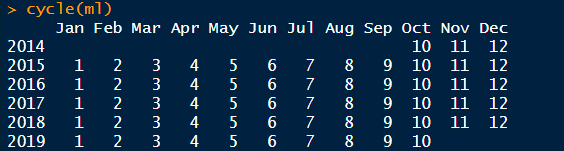 > cycle(ml)
     Jan Feb Mar Apr May Jun Jul Aug Sep Oct Nov Dec
2014                                      10  11  12
2015   1   2   3   4   5   6   7   8   9  10  11  12
2016   1   2   3   4   5   6   7   8   9  10  11  12
2017   1   2   3   4   5   6   7   8   9  10  11  12
2018   1   2   3   4   5   6   7   8   9  10  11  12
2019   1   2   3   4   5   6   7   8   9  10